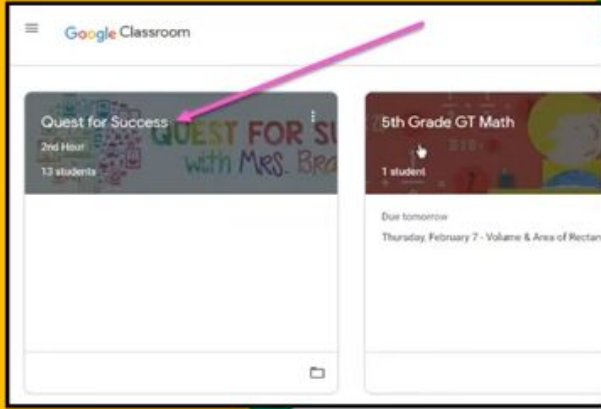 Google Classroom
Quest for Success
2nd Hour
13 students
QUEST FOR SU
with MRS. BRA
5th Grade GT Math
1 student
Due tomorrow
Thursday, February 7 - Volume & Area of Rectan